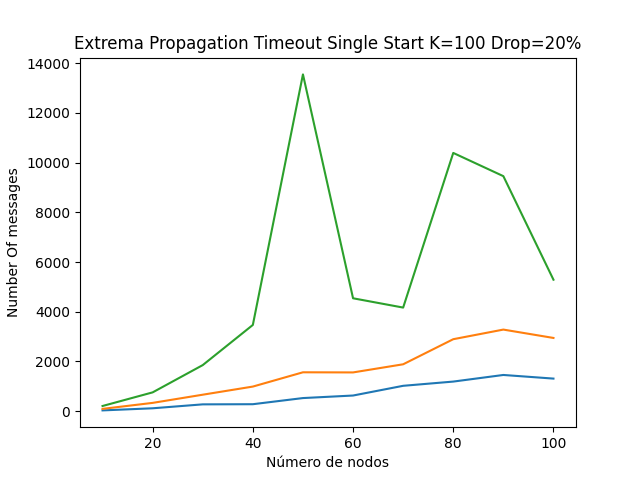 Extrema Propagation Timeout Single Start K=100 Drop=20%
14000
12000
10000
8000
6000
4000
2000
0
Number Of messages
20 40 60 80 100
Número de nodos